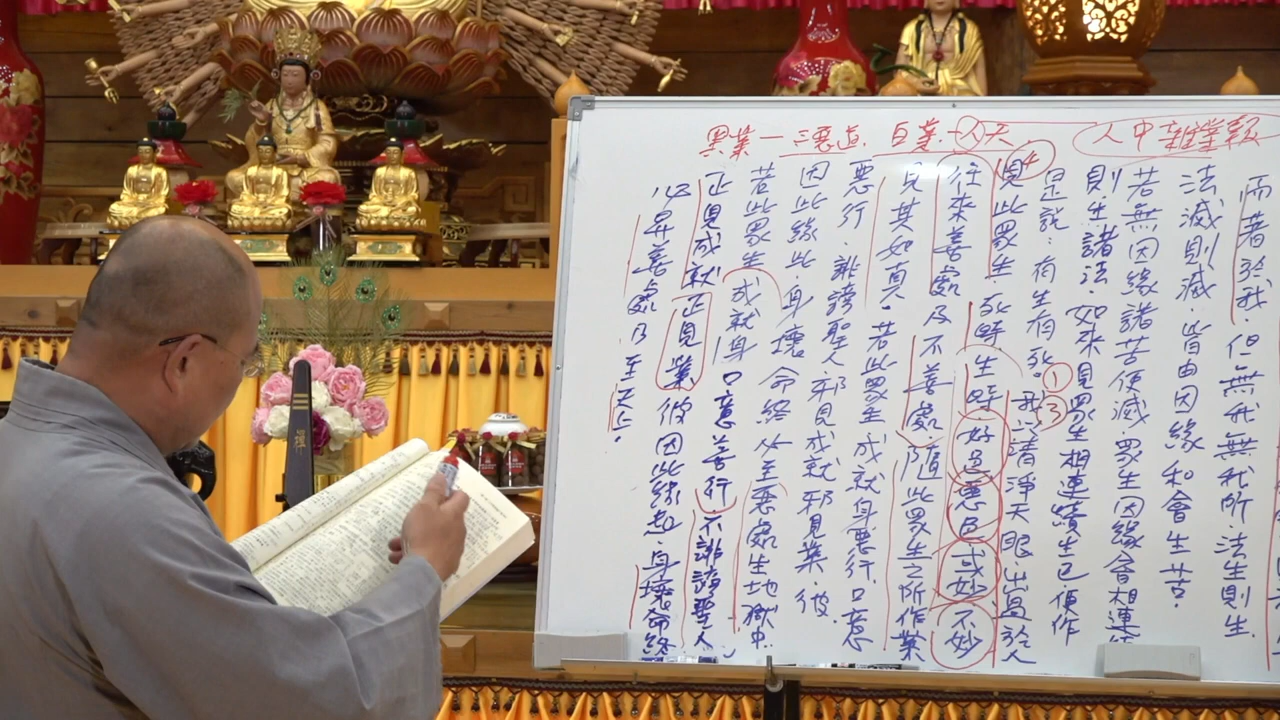 黑業－三惡道. 白業-人天
人中雜業報
而著於我. 但無我無我所法生則生
法滅則滅. 皆由因緣和會生苦.
若無因緣諸苦便滅. 眾生因緣會相連
則生諸法 如來見眾生相連續生已便作
是說. 有生有死. ①③ 我以清淨天眼. 出過於人
④見此眾生. 死時生時好色惡色或妙不妙
往來善處及不善處隨此眾生之所作業
見其如真. 若此眾生成就身惡行. 口意
惡行. 誹謗聖人. 邪見成就邪見業. 彼
因此緣此身壞命終必至惡處生地獄中.
若此眾生成就身口意善行. 不誹謗聖人.
正見成就正見業彼因此緣起. 身壞命終
必昇善處乃至天上.
禪